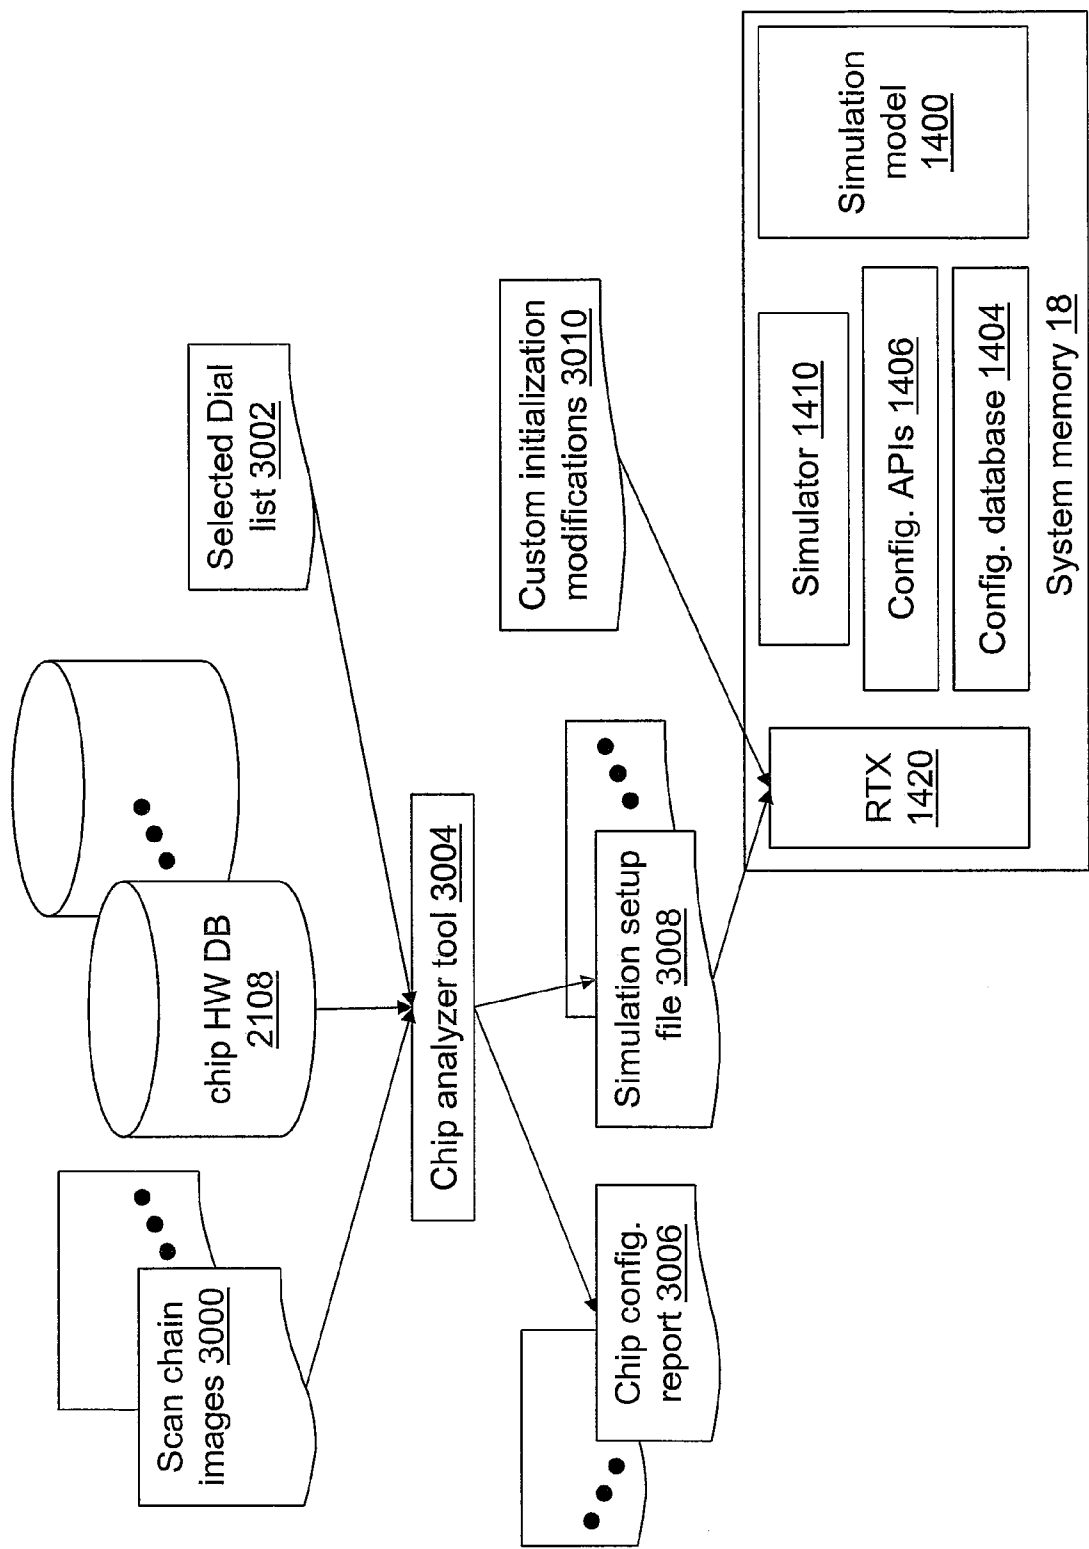 Scan chain
images 3000
chip HW DB
2108
Selected Dial
list 3002
Chip analyzer tool 3004
Chip config.
report 3006
Simulation setup
file 3008
Custom initialization
modifications 3010
RTX
1420
Simulator 1410
Config. APIs 1406
Config. database 1404
Simulation
model
1400
System memory 18